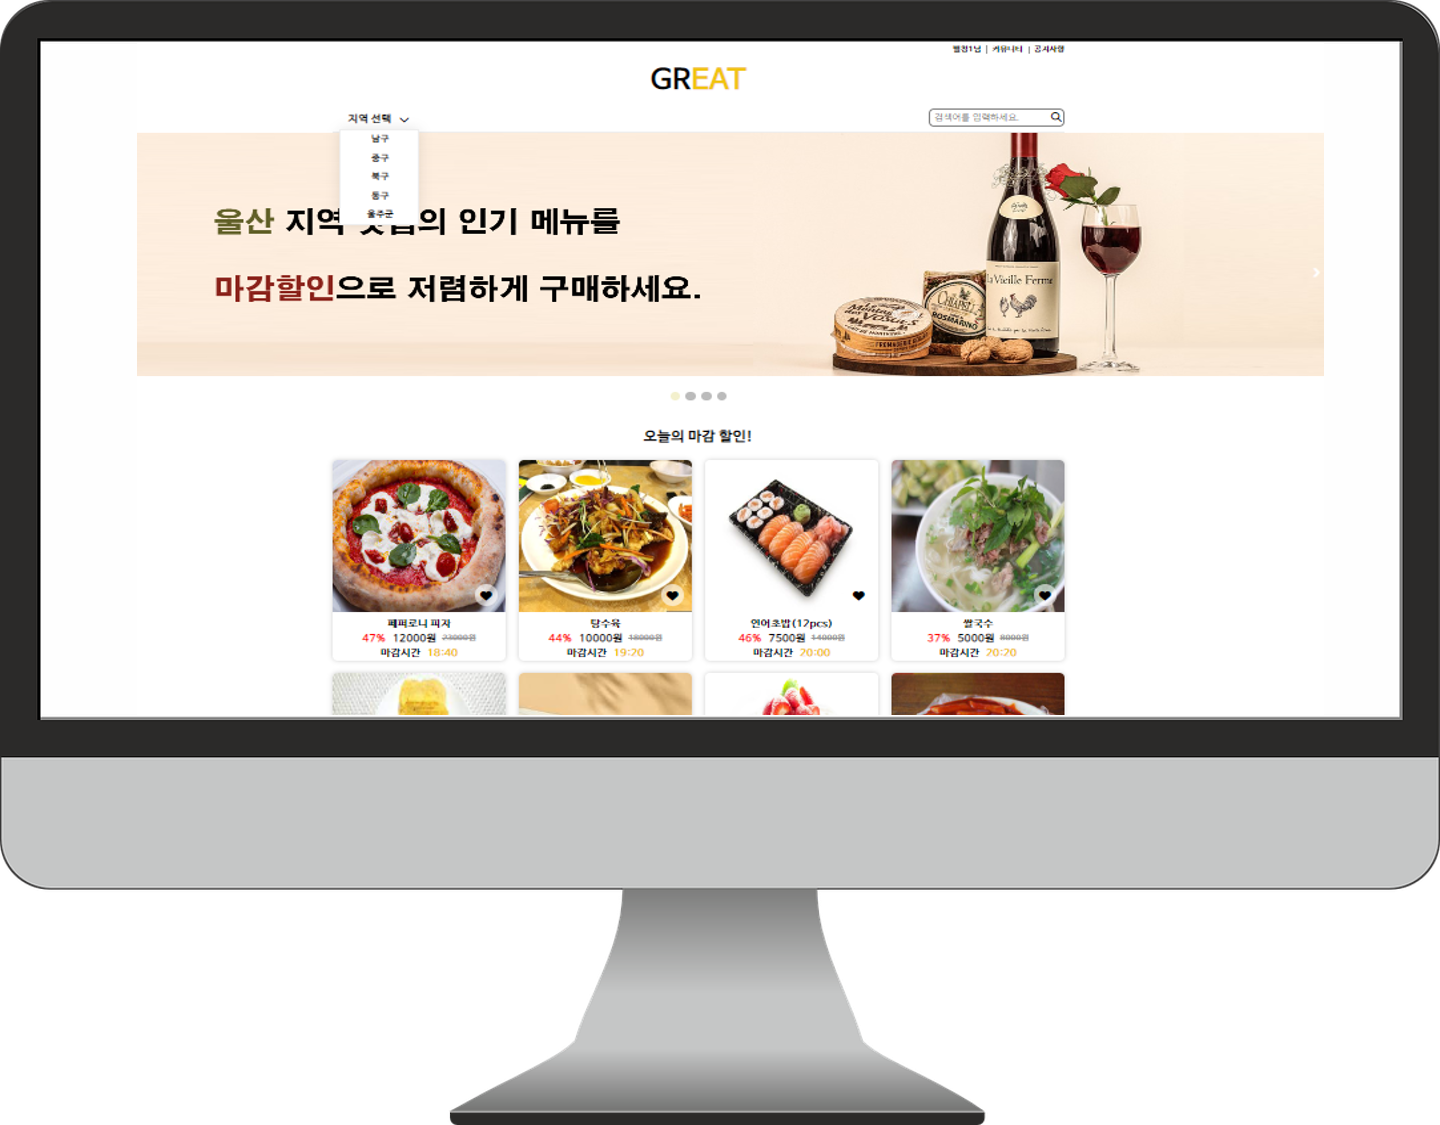 커뮤니티 | 공지사항
GREAT
지역 선택
검색어를 입력하세요.
남구
중구
북구
동구
울주군
울산 지역 의 인기 메뉴를
마감할인으로 저렴하게 구매하세요.
La Vieille Ferme
CHIAPELLA
ROSMARINO
오늘의 마감 할인!
페퍼로니 피자
47% 12000원 23000원
마감시간 18:40
탕수육
44% 10000원 18000원
마감시간 19:20
연어초밥(12pcs)
46% 7500원 14000원
마감시간 20:00
쌀국수
37% 5000원 8000원
마감시간 20:20